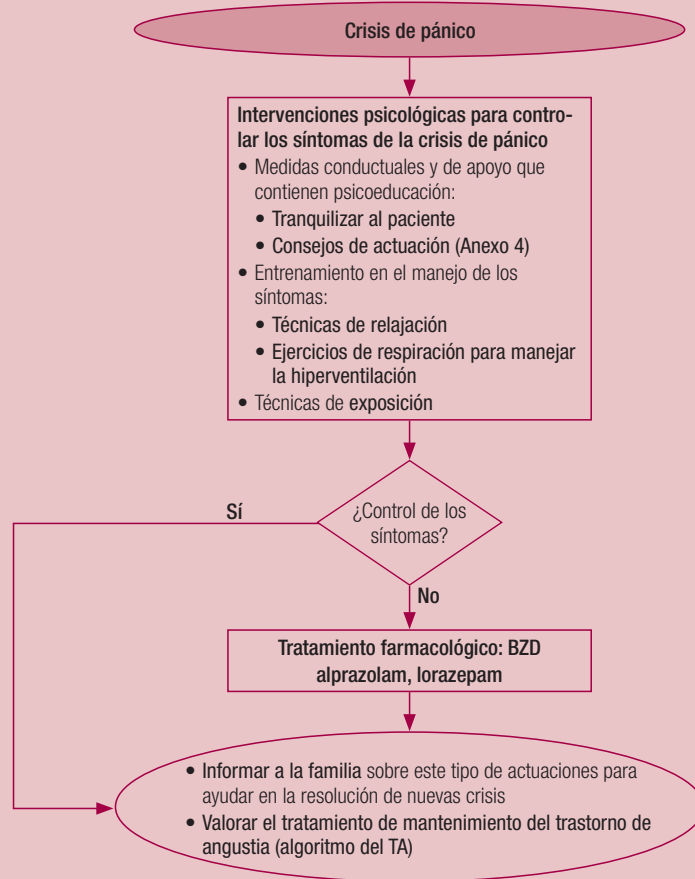 Crisis de pánico
Intervenciones psicológicas para contro-
lar los síntomas de la crisis de pánico
• Medidas conductuales y de apoyo que
contienen psicoeducación:
• Tranquilizar al paciente
• Consejos de actuación (Anexo 4)
• Entrenamiento en el manejo de los
síntomas:
• Técnicas de relajación
• Ejercicios de respiración para manejar
la hiperventilación
• Técnicas de exposición
¿Control de los
síntomas?
Sí
No
Tratamiento farmacológico: BZD
alprazolam, lorazepam
• Informar a la familia sobre este tipo de actuaciones para
ayudar en la resolución de nuevas crisis
• Valorar el tratamiento de mantenimiento del trastorno de
angustia (algoritmo del TA)